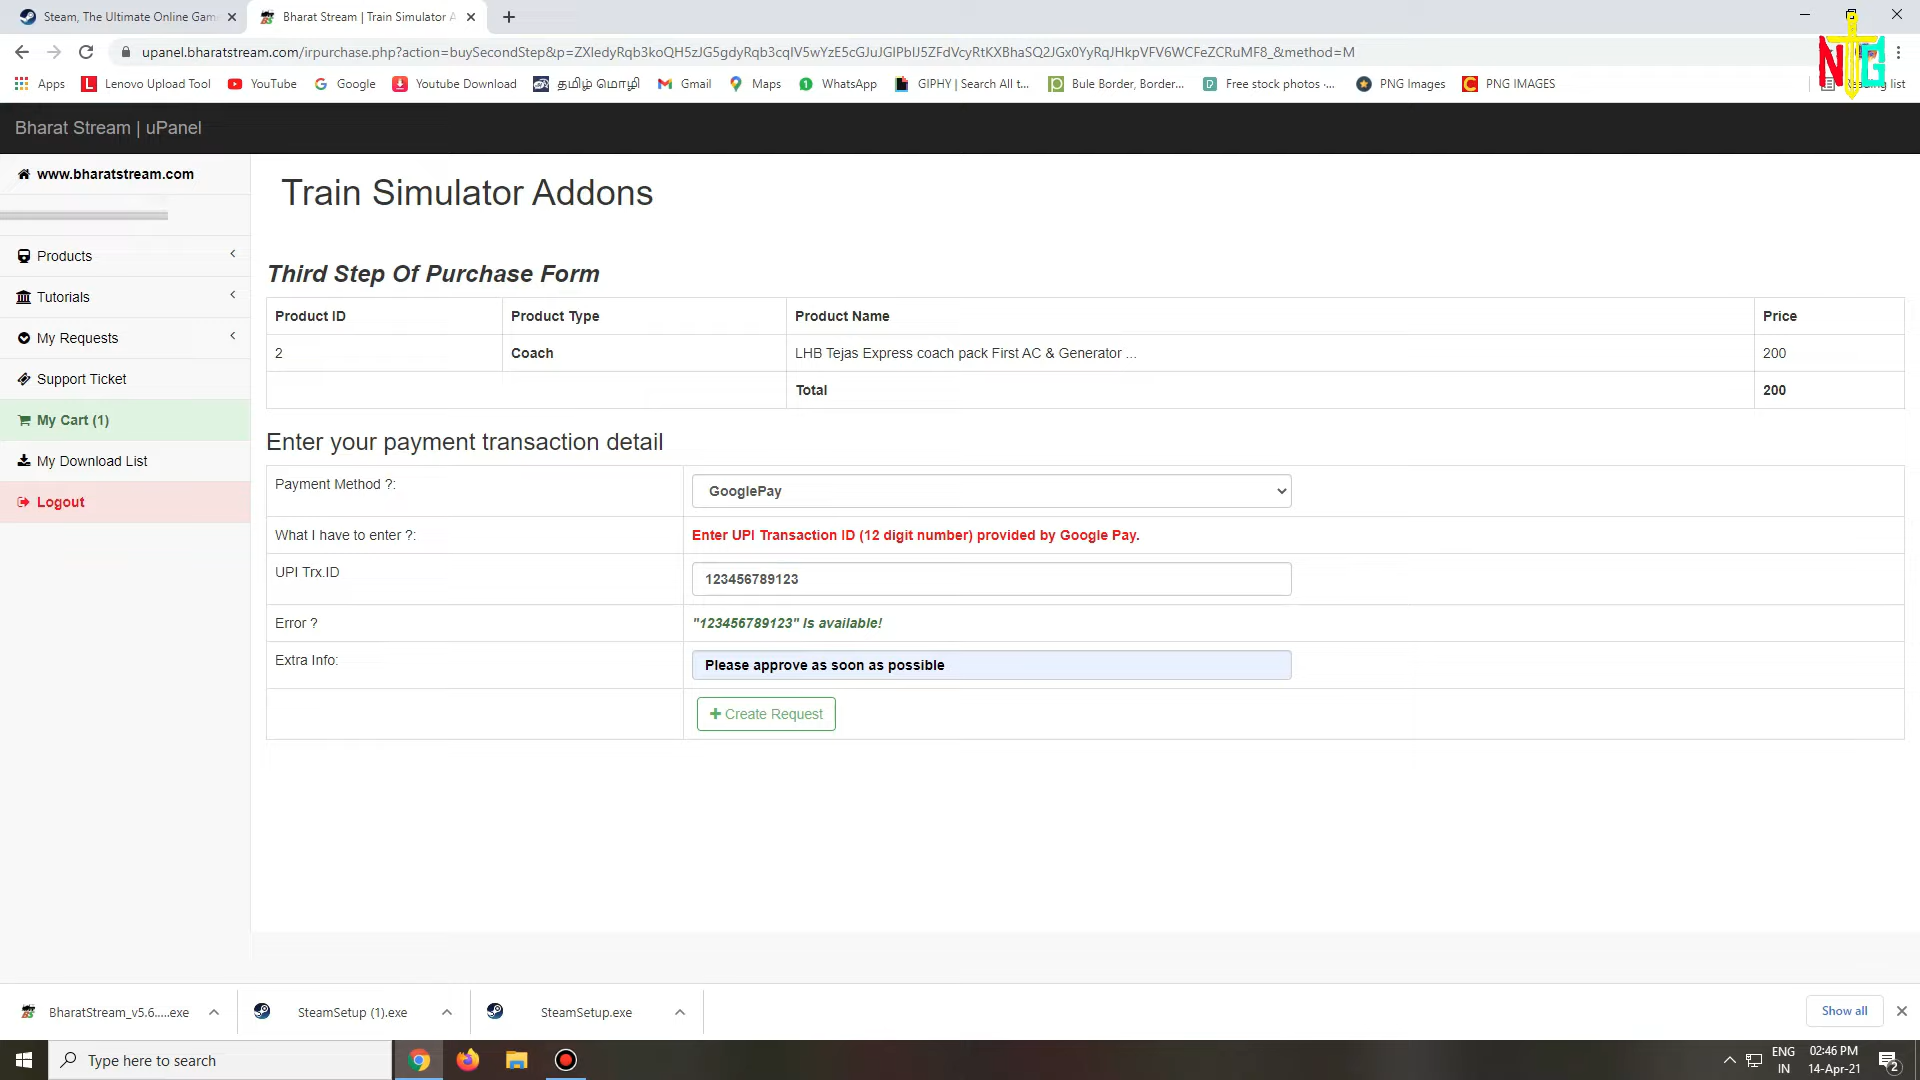 Steam, The Ultimate Online Gam
Bharat Stream | Train Simulator A
upanel.bharatstream.com/irpurchase.php?action=buySecondStep&p=ZXIedyRqb3koQH5zJG5gdyRqb3cqIV5wYzE5cGJuJGIPblJ5ZFdVcyRtKXBhaSQ2JGx0YyRqJHkpVFV6WCFeZCRuMF8_&method=M
Apps
Lenovo Upload Tool
YouTube
Google
Youtube Download
தமிழ் மொழி
Gmail
Maps
WhatsApp
GIPHY | Search All t...
Bule Border, Border...
Free stock photos ·...
PNG Images
PNG IMAGES
NTG
Bharat Stream | uPanel
www.bharatstream.com
Products
Tutorials
My Requests
Support Ticket
My Cart (1)
My Download List
Logout
Train Simulator Addons
Third Step Of Purchase Form
Product ID Product Type Product Name Price
2 Coach LHB Tejas Express coach pack First AC & Generator ... 200
Total 200
Enter your payment transaction detail
Payment Method ?: GooglePay
What I have to enter ?: Enter UPI Transaction ID (12 digit number) provided by Google Pay.
UPI Trx.ID 123456789123
Error ? "123456789123" Is available!
Extra Info: Please approve as soon as possible
Create Request
BharatStream_v5.6.....exe
SteamSetup (1).exe
SteamSetup.exe
Show all
Type here to search
ENG
IN
02:46 PM
14-Apr-21
2